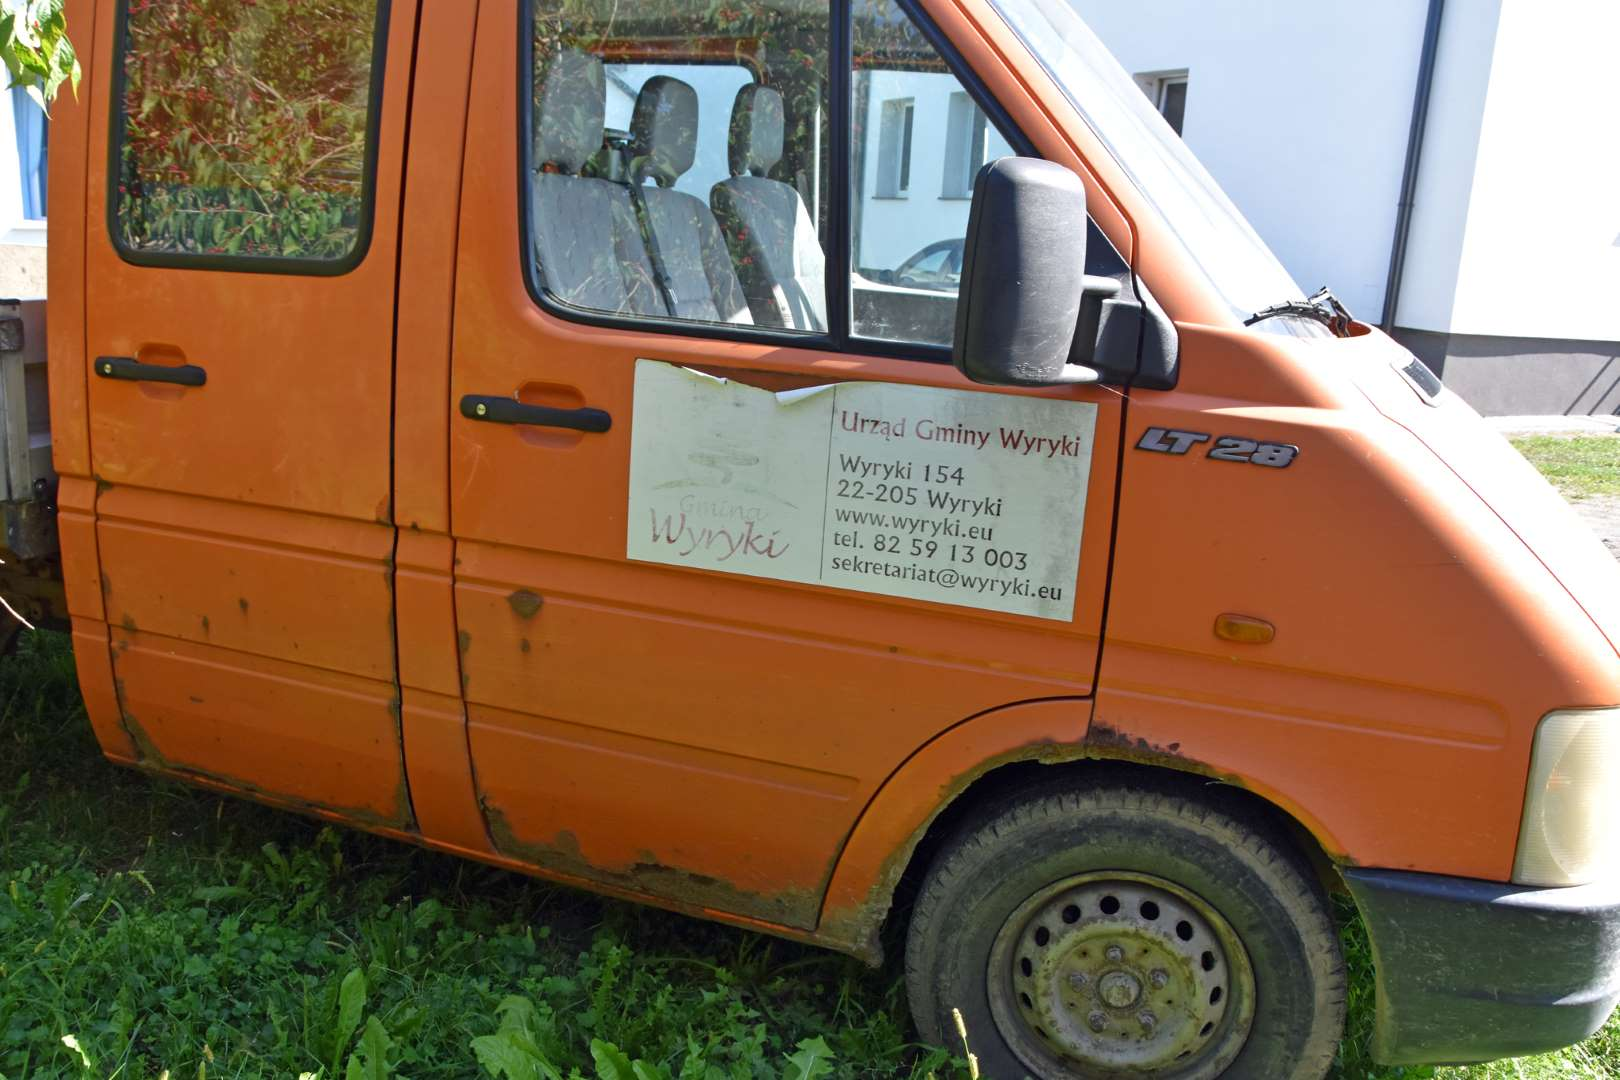 Gmina
Wyryki
Urząd Gminy Wyryki
Wyryki 154
22-205 Wyryki
www.wyryki.eu
tel. 82 59 13 003
sekretariat@wyryki.eu
LT 28